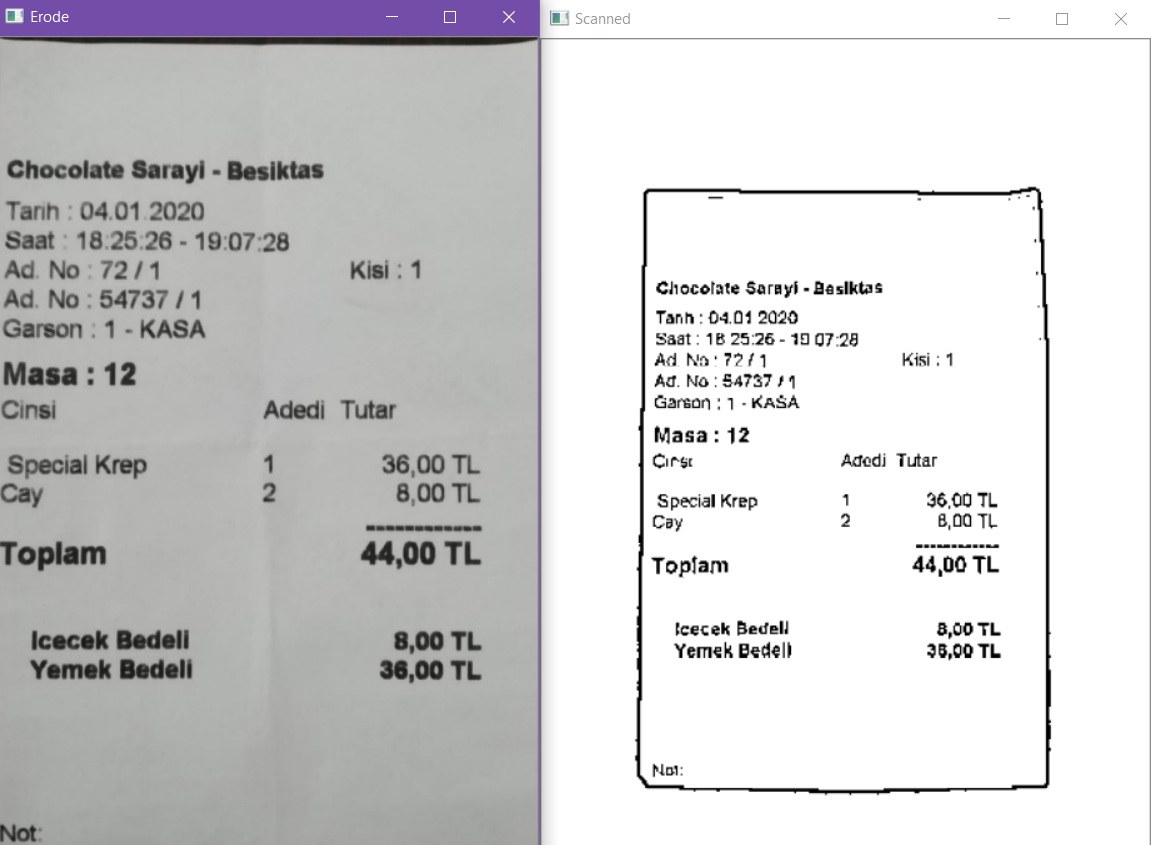 Erode
Chocolate Sarayi - Besiktas
Tarih : 04.01.2020
Saat : 18:25:26 - 19:07:28
Ad. No : 72 / 1 Kisi : 1
Ad. No : 54737 / 1
Garson : 1 - KASA
Masa : 12
Cinsi Adedi Tutar
Special Krep 1 36,00 TL
Cay 2 8,00 TL
------------
Toplam 44,00 TL
Icecek Bedeli 8,00 TL
Yemek Bedeli 36,00 TL
Not:
Scanned
Chocolate Sarayi - Besiktas
Tarih : 04.01 2020
Saat : 18 25:26 - 19 07:28
Ad. No : 72 / 1 Kisi : 1
Ad. No : 54737 / 1
Garson : 1 - KASA
Masa : 12
Cinsi Adedi Tutar
Special Krep 1 36,00 TL
Cay 2 8,00 TL
------------
Toplam 44,00 TL
Icecek Bedeli 8,00 TL
Yemek Bedeli 36,00 TL
Not: